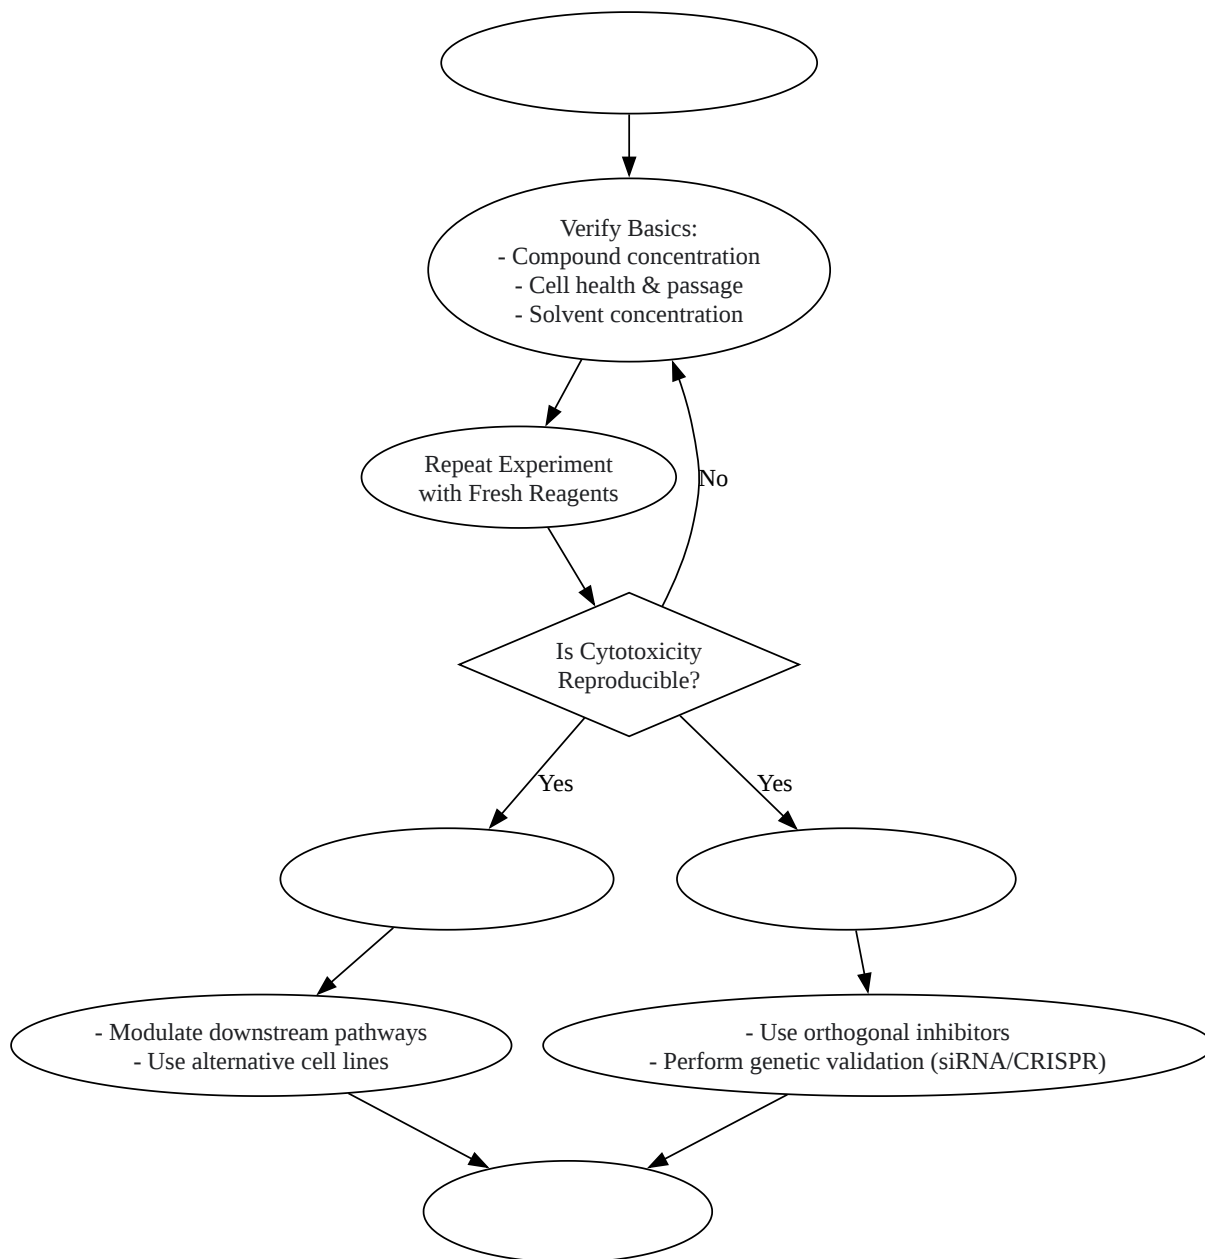 Verify Basics:
- Compound concentration
- Cell health & passage
- Solvent concentration
Repeat Experiment
with Fresh Reagents
No
Is Cytotoxicity
Reproducible?
Yes
Yes
- Modulate downstream pathways
- Use alternative cell lines
- Use orthogonal inhibitors
- Perform genetic validation (siRNA/CRISPR)